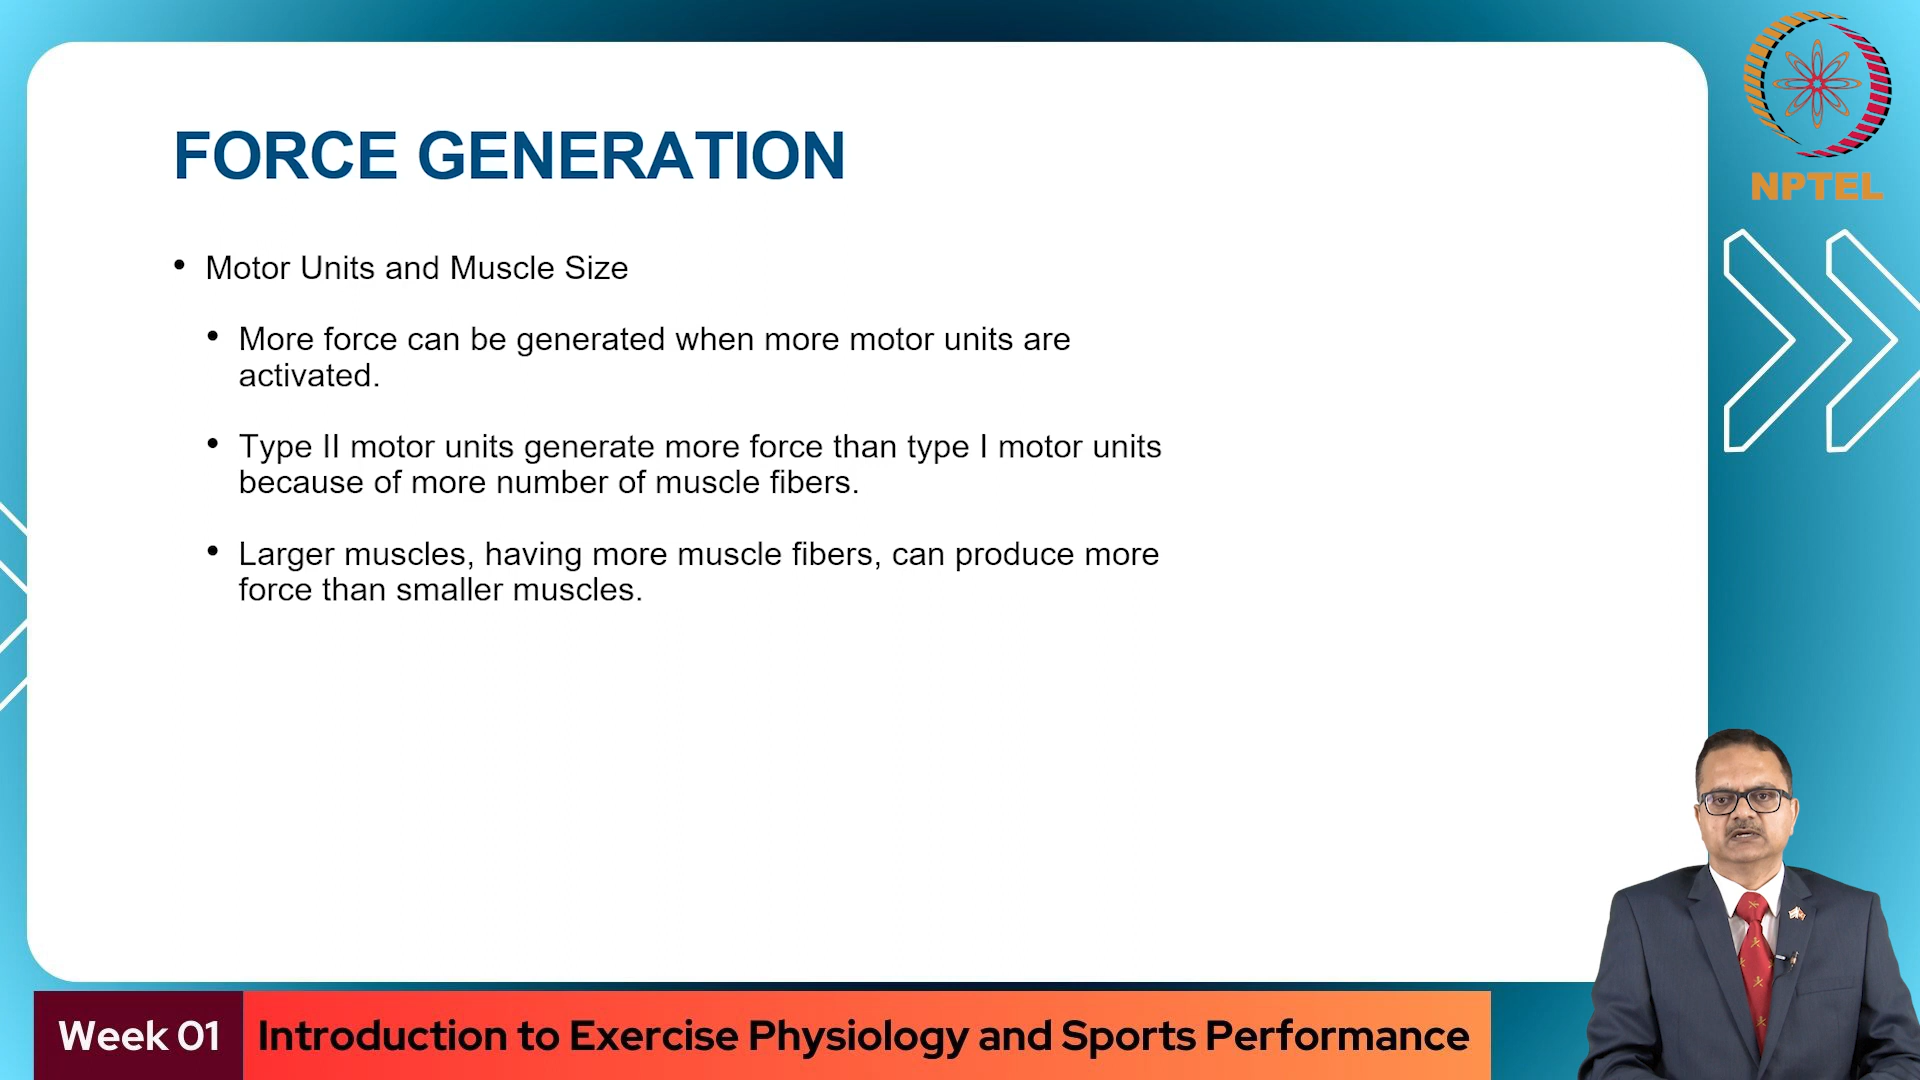 FORCE GENERATION
• Motor Units and Muscle Size
• More force can be generated when more motor units are
activated.
• Type II motor units generate more force than type I motor units
because of more number of muscle fibers.
• Larger muscles, having more muscle fibers, can produce more
force than smaller muscles.
NPTEL
Week 01
Introduction to Exercise Physiology and Sports Performance